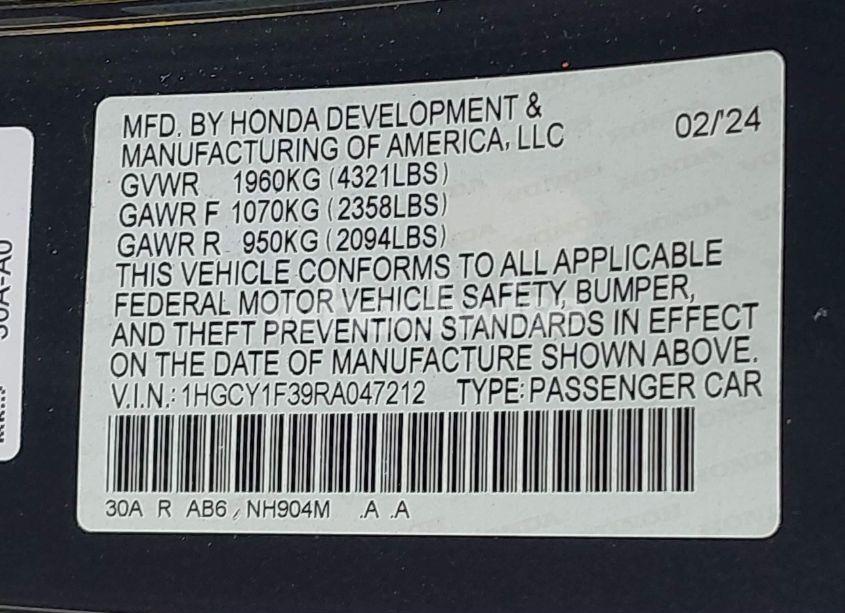 MFD. BY HONDA DEVELOPMENT &
MANUFACTURING OF AMERICA, LLC 02/'24
GVWR 1960KG (4321LBS)
GAWR F 1070KG (2358LBS)
GAWR R 950KG (2094LBS)
THIS VEHICLE CONFORMS TO ALL APPLICABLE
FEDERAL MOTOR VEHICLE SAFETY, BUMPER,
AND THEFT PREVENTION STANDARDS IN EFFECT
ON THE DATE OF MANUFACTURE SHOWN ABOVE.
V.I.N.: 1HGCY1F39RA047212 TYPE: PASSENGER CAR
30A R AB6 , NH904M .A .A